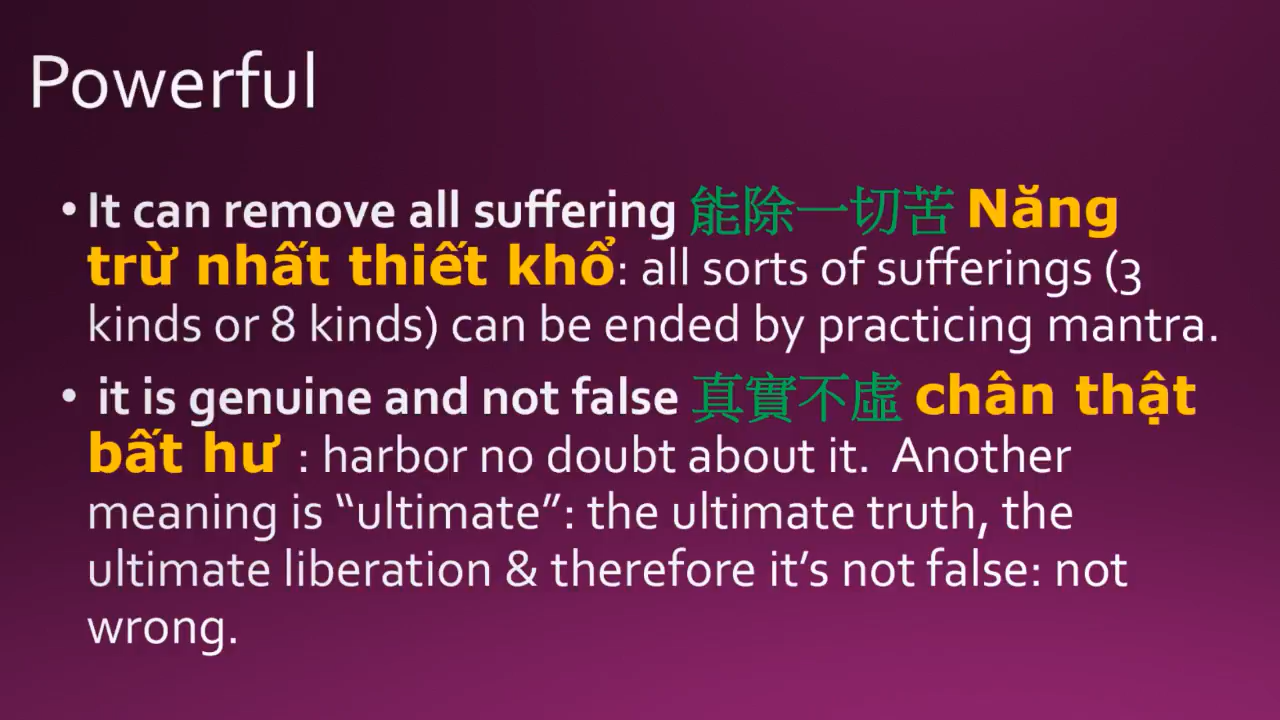 Powerful
• It can remove all suffering 能除一切苦 Năng
trừ nhất thiết khổ: all sorts of sufferings (3
kinds or 8 kinds) can be ended by practicing mantra.
• it is genuine and not false 真實不虛 chân thật
bất hư : harbor no doubt about it. Another
meaning is “ultimate”: the ultimate truth, the
ultimate liberation & therefore it’s not false: not
wrong.